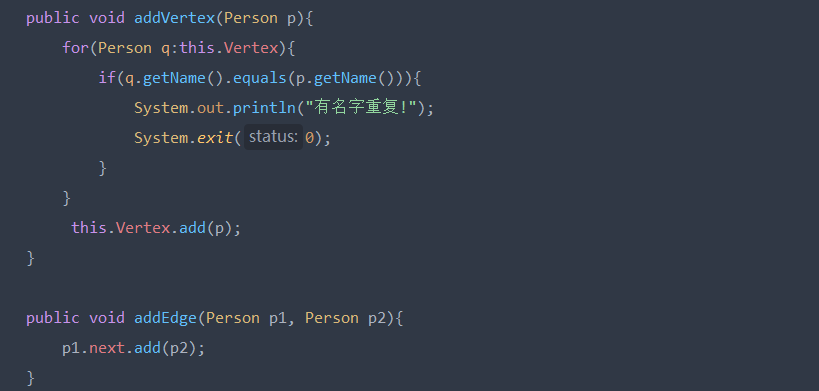 public void addVertex(Person p){
for(Person q:this.Vertex){
if(q.getName().equals(p.getName())){
System.out.println("有名字重复!");
System.exit( status: 0);
}
}
this.Vertex.add(p);
}
public void addEdge(Person p1, Person p2){
p1.next.add(p2);
}